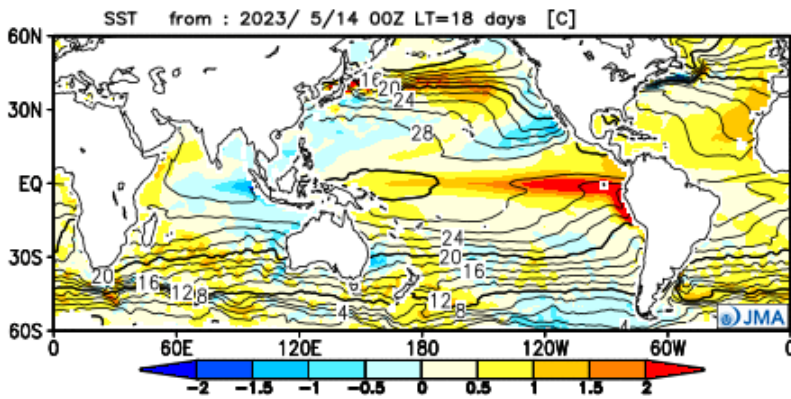 SST from : 2023/ 5/14 00Z LT=18 days [C]
60N
16
20
24
30N
28
EQ
24
30S
20
16
20
16
12
8
12
8
4
4
60S
JMA
0 60E 120E 180 120W 60W 0
-2 -1.5 -1 -0.5 0 0.5 1 1.5 2